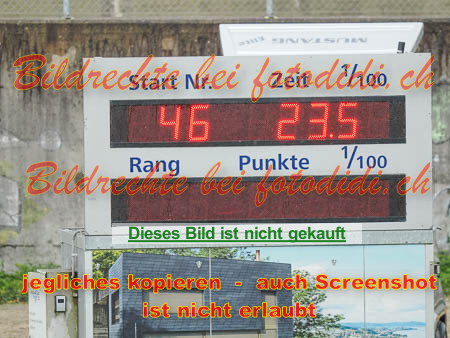 MUSTANG
Bildrechte bei fotodidi.ch
Start Nr. Zeit 1/100
46 23.5
Rang Punkte 1/100
Bildrechte bei fotodidi.ch
Dieses Bild ist nicht gekauft
jegliches kopieren - auch Screenshot
ist nicht erlaubt